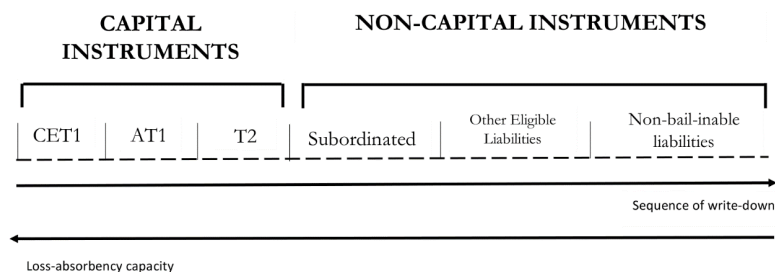 CAPITAL
INSTRUMENTS
NON-CAPITAL INSTRUMENTS
CET1
AT1
T2
Subordinated
Other Eligible
Liabilities
Non-bail-inable
liabilities
Sequence of write-down
Loss-absorbency capacity